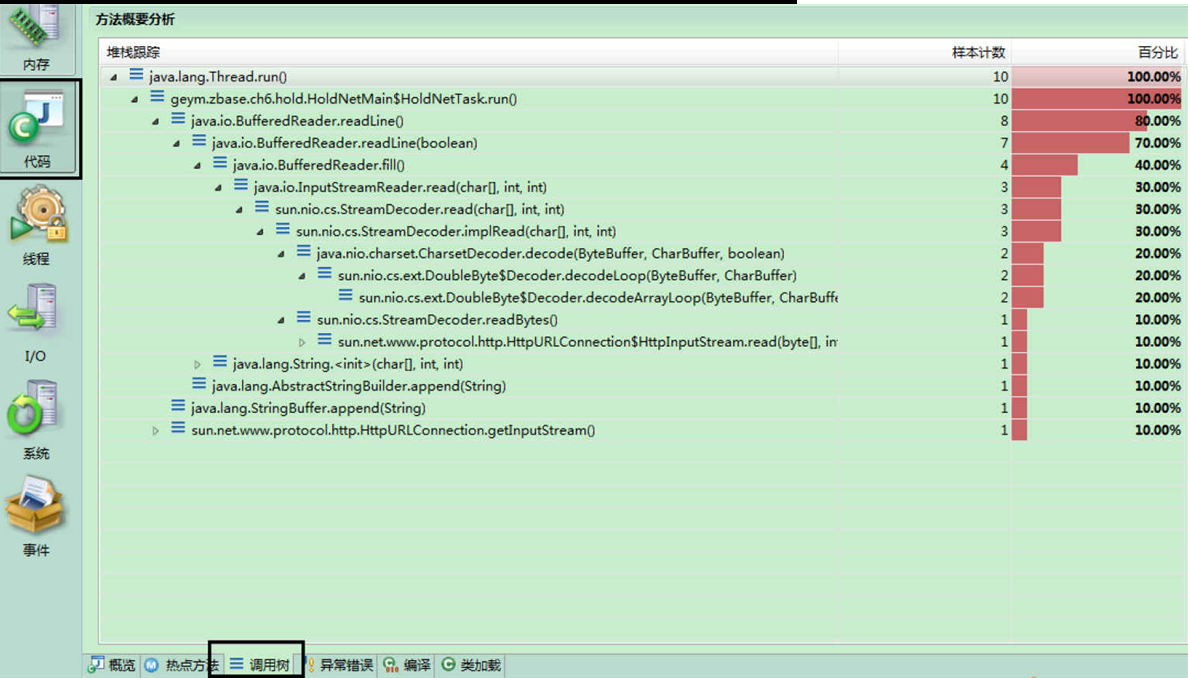 方法概要分析
堆栈跟踪 样本计数 百分比
java.lang.Thread.run() 10 100.00%
geym.zbase.ch6.hold.HoldNetMain$HoldNetTask.run() 10 100.00%
java.io.BufferedReader.readLine() 8 80.00%
java.io.BufferedReader.readLine(boolean) 7 70.00%
java.io.BufferedReader.fill() 4 40.00%
java.io.InputStreamReader.read(char[], int, int) 3 30.00%
sun.nio.cs.StreamDecoder.read(char[], int, int) 3 30.00%
sun.nio.cs.StreamDecoder.implRead(char[], int, int) 3 30.00%
java.nio.charset.CharsetDecoder.decode(ByteBuffer, CharBuffer, boolean) 2 20.00%
sun.nio.cs.ext.DoubleByte$Decoder.decodeLoop(ByteBuffer, CharBuffer) 2 20.00%
sun.nio.cs.ext.DoubleByte$Decoder.decodeArrayLoop(ByteBuffer, CharBuffe 2 20.00%
sun.nio.cs.StreamDecoder.readBytes() 1 10.00%
sun.net.www.protocol.http.HttpURLConnection$HttpInputStream.read(byte[], in 1 10.00%
java.lang.String.<init>(char[], int, int) 1 10.00%
java.lang.AbstractStringBuilder.append(String) 1 10.00%
java.lang.StringBuffer.append(String) 1 10.00%
sun.net.www.protocol.http.HttpURLConnection.getInputStream() 1 10.00%
内存
代码
线程
I/O
系统
事件
概览 热点方法 调用树 异常错误 编译 类加载